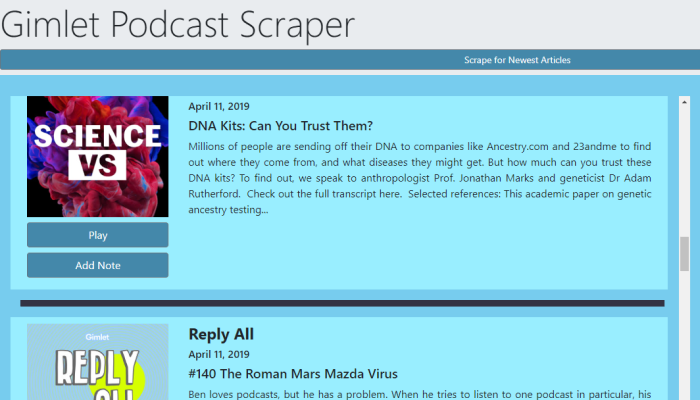 Gimlet Podcast Scraper
Scrape for Newest Articles
SCIENCE
VS
Play
Add Note
April 11, 2019
DNA Kits: Can You Trust Them?
Millions of people are sending off their DNA to companies like Ancestry.com and 23andme to find
out where they come from, and what diseases they might get. But how much can you trust these
DNA kits? To find out, we speak to anthropologist Prof. Jonathan Marks and geneticist Dr Adam
Rutherford. Check out the full transcript here. Selected references: This academic paper on genetic
ancestry testing...
Gimlet
REPLY
ALL
Reply All
April 11, 2019
#140 The Roman Mars Mazda Virus
Ben loves podcasts, but he has a problem. When he tries to listen to one podcast in particular, his